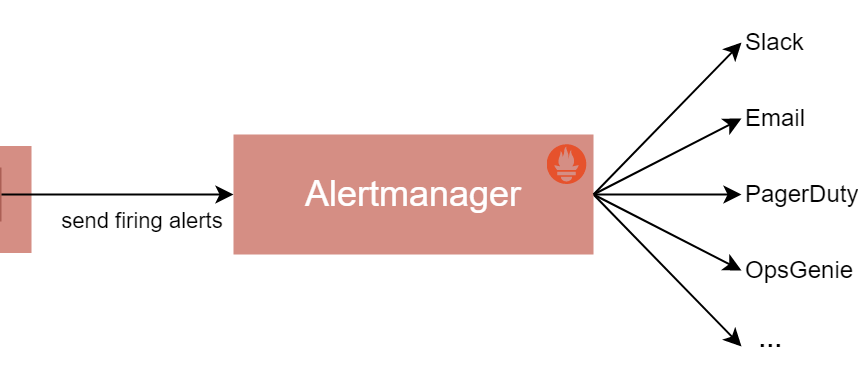 Slack
Email
Alertmanager
PagerDuty
send firing alerts
OpsGenie
...